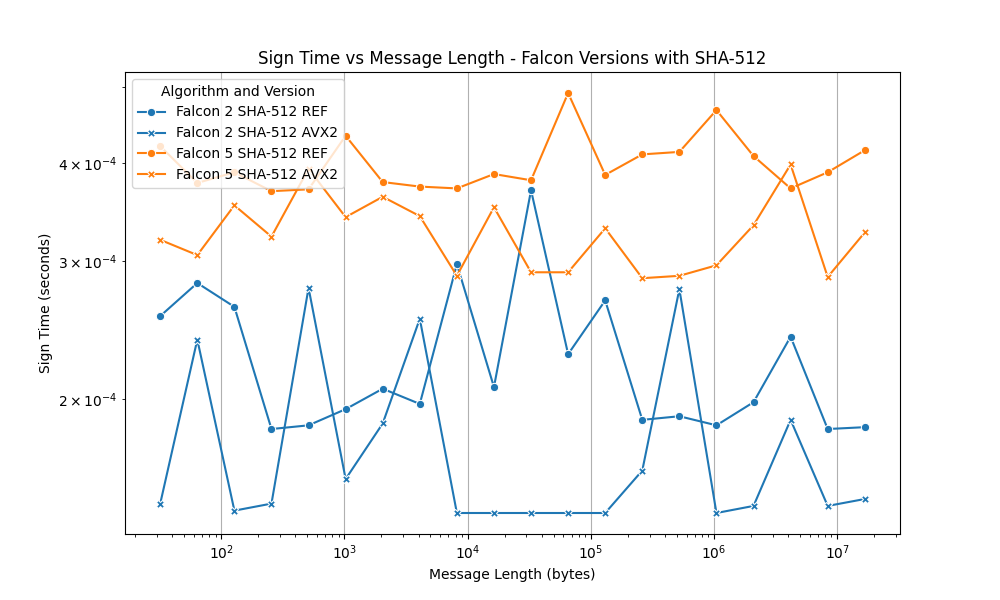 Sign Time vs Message Length - Falcon Versions with SHA-512
Algorithm and Version
Falcon 2 SHA-512 REF
Falcon 2 SHA-512 AVX2
Falcon 5 SHA-512 REF
Falcon 5 SHA-512 AVX2
4 × 10⁻⁴
3 × 10⁻⁴
2 × 10⁻⁴
Sign Time (seconds)
10² 10³ 10⁴ 10⁵ 10⁶ 10⁷
Message Length (bytes)